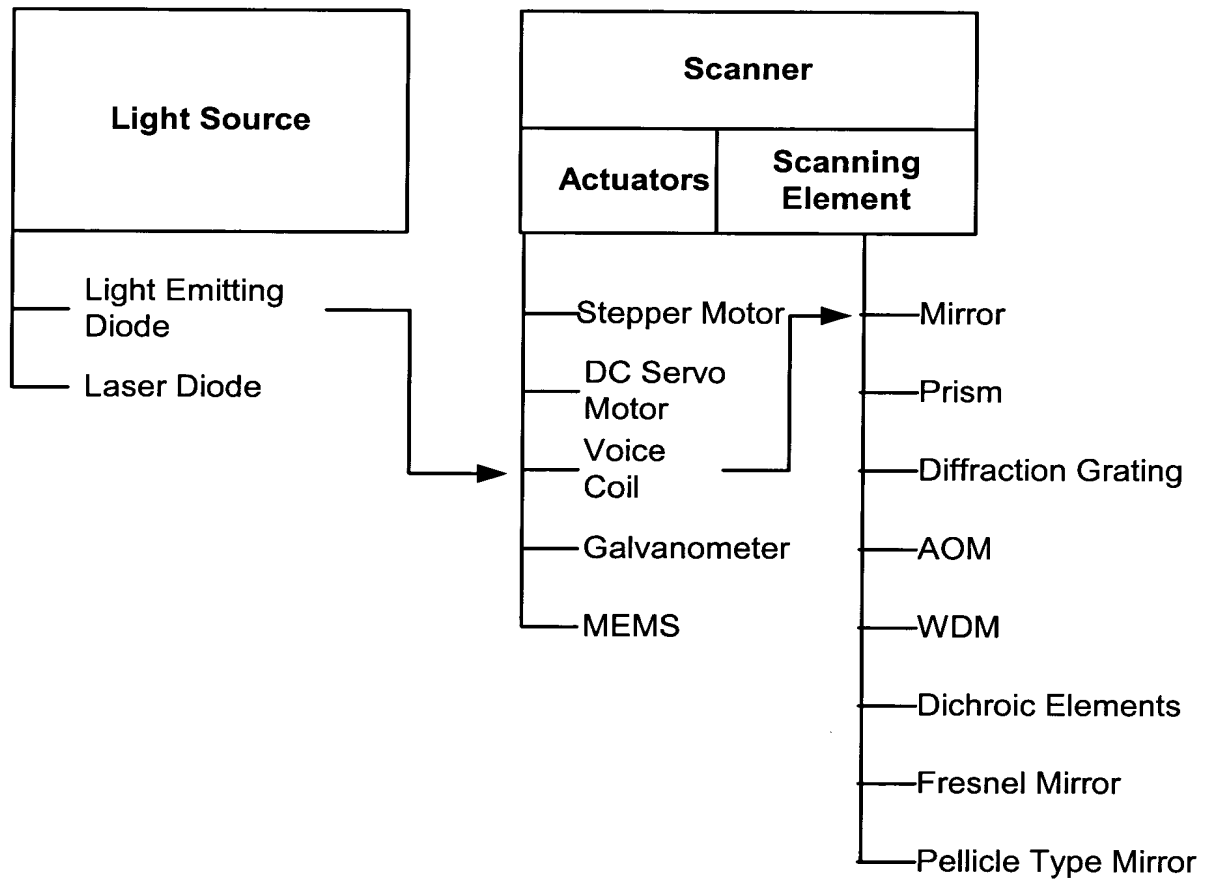 Light Source
Light Emitting
Diode
Laser Diode
Scanner
Actuators
Scanning
Element
Stepper Motor
DC Servo
Motor
Voice
Coil
Galvanometer
MEMS
Mirror
Prism
Diffraction Grating
AOM
WDM
Dichroic Elements
Fresnel Mirror
Pellicle Type Mirror